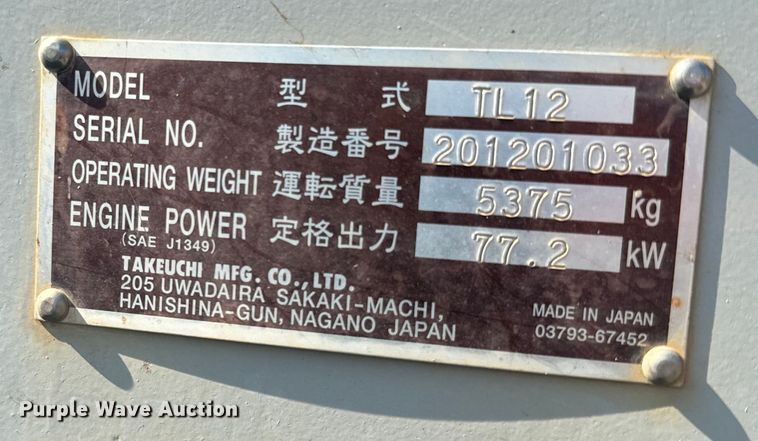 MODEL 型式 TL12
SERIAL NO. 製造番号 201201033
OPERATING WEIGHT 運転質量 5375 kg
ENGINE POWER 定格出力 77.2 kW
(SAE J1349)
TAKEUCHI MFG. CO., LTD.
205 UWADAIRA SAKAKI-MACHI,
HANISHINA-GUN, NAGANO JAPAN
MADE IN JAPAN
03793-67452
Purple Wave Auction